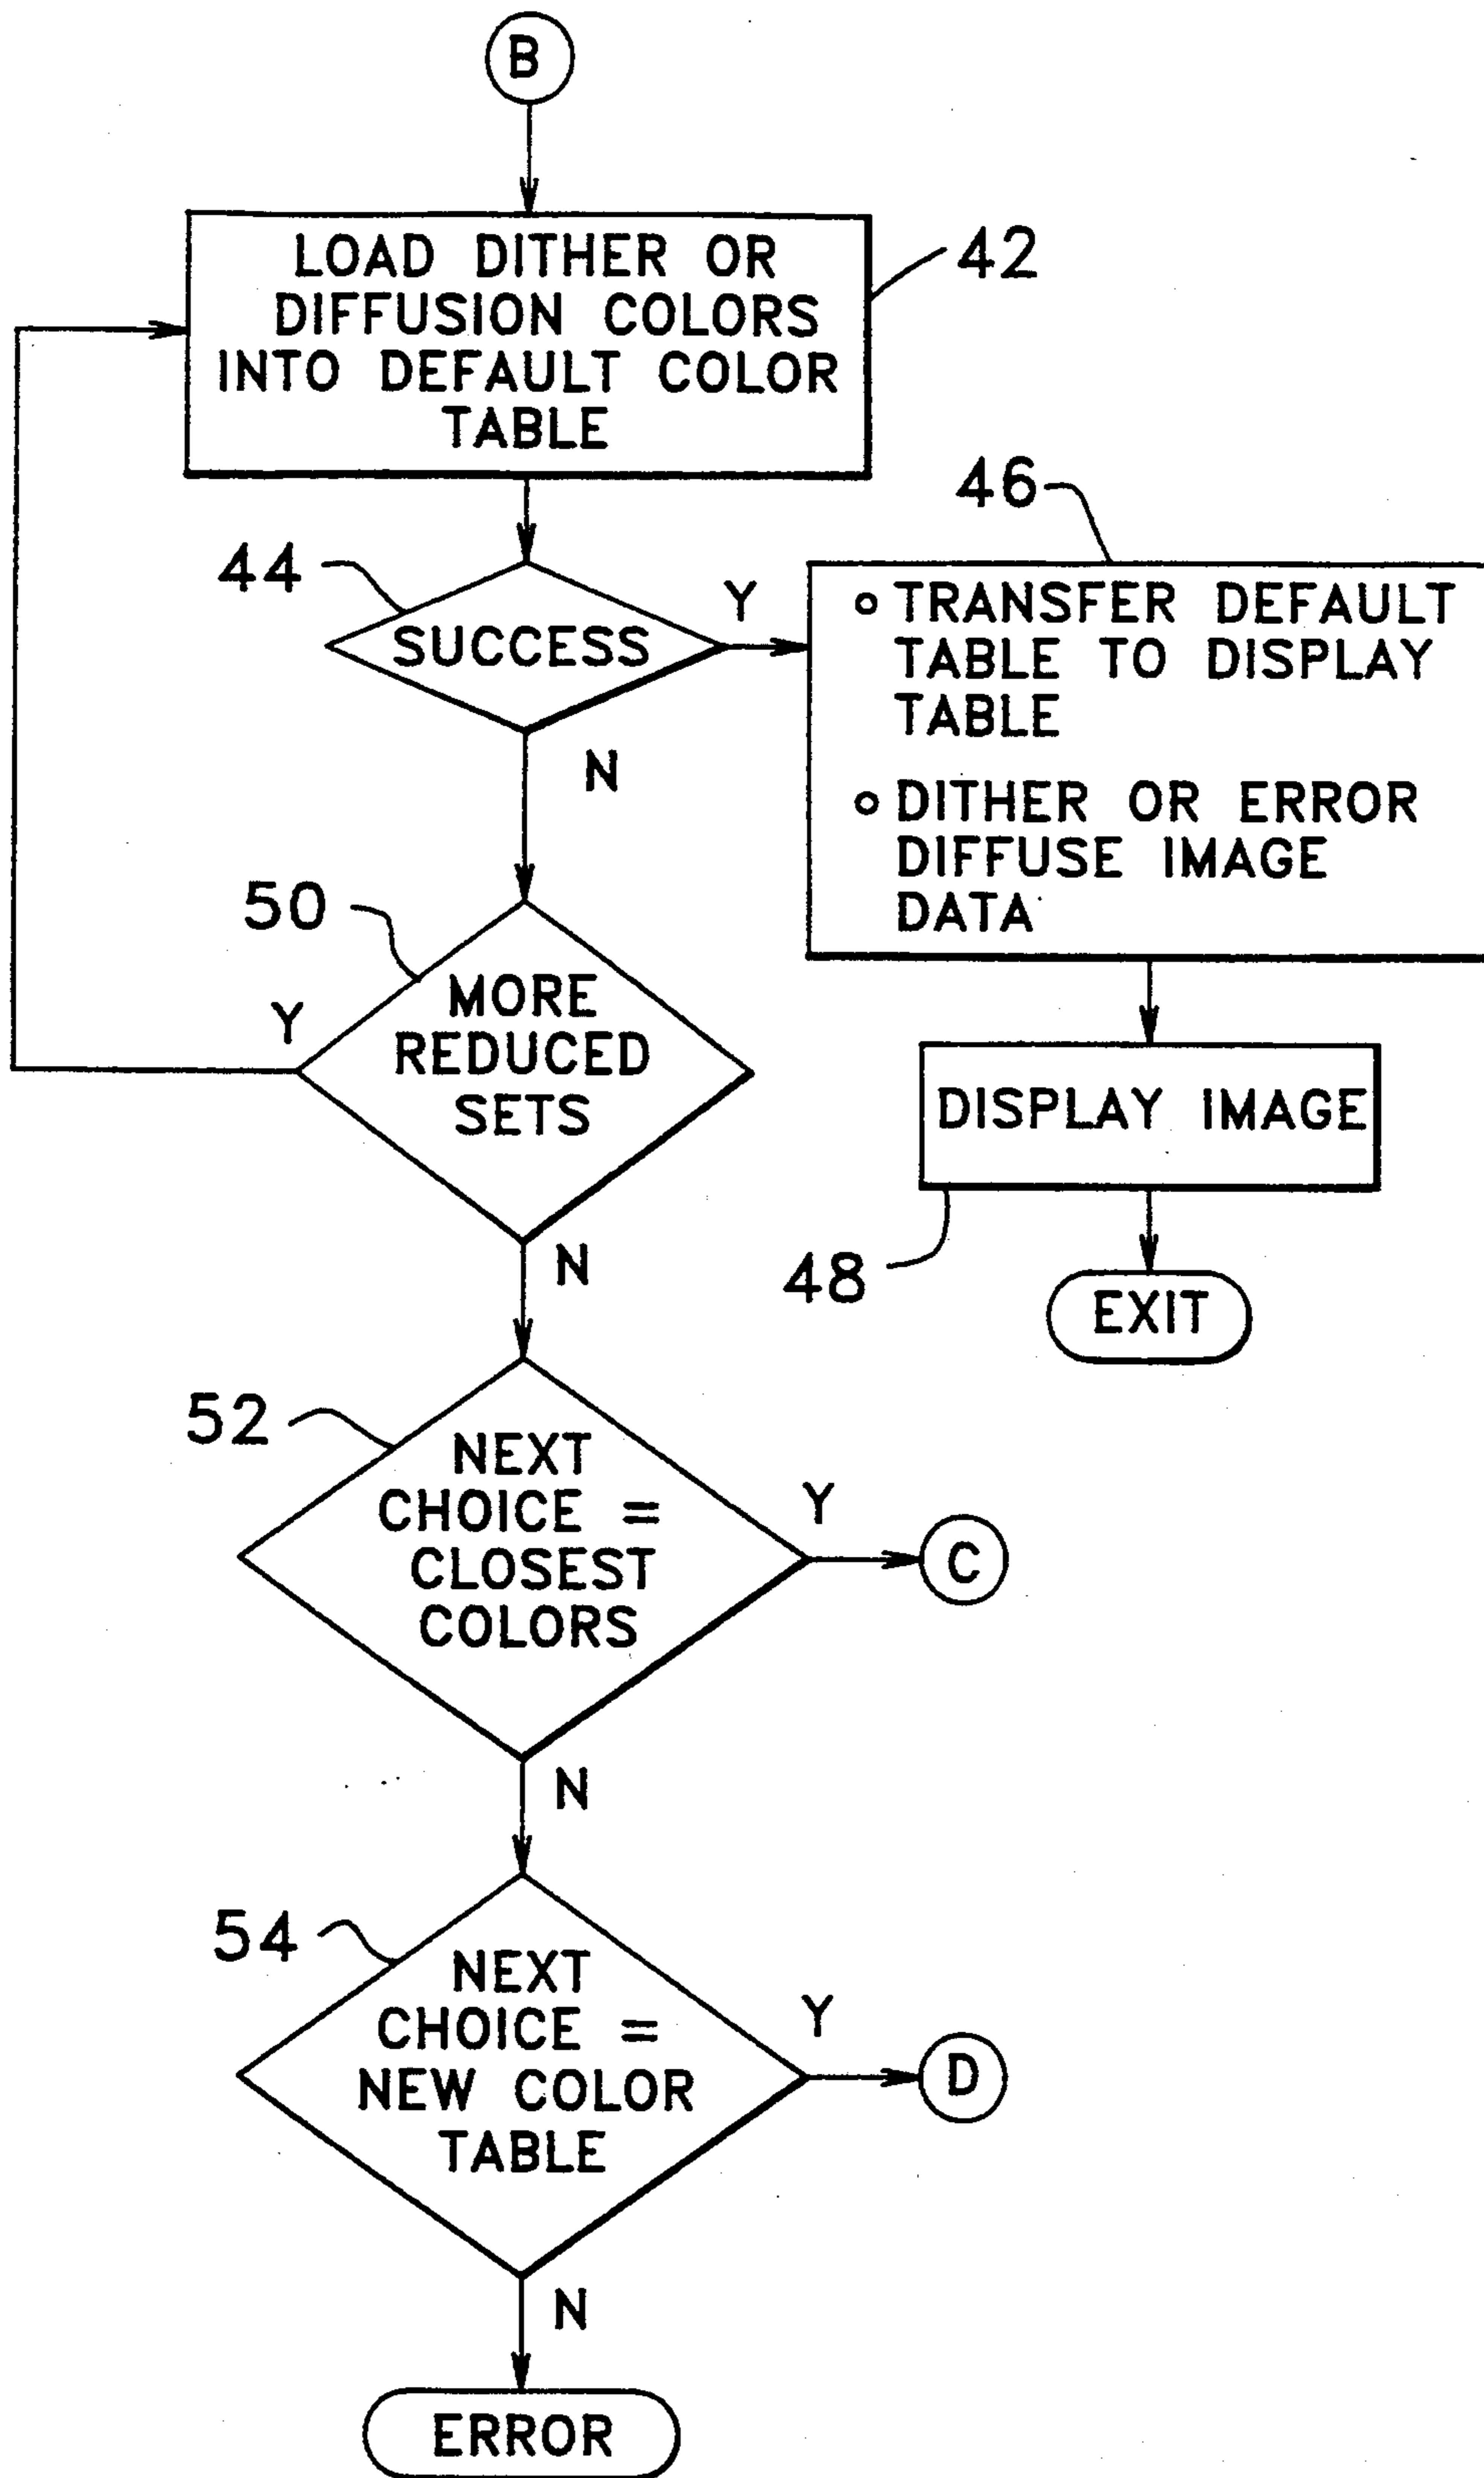 B
LOAD DITHER OR
DIFFUSION COLORS
INTO DEFAULT COLOR
TABLE
42
44
SUCCESS
Y
N
46
o TRANSFER DEFAULT
TABLE TO DISPLAY
TABLE
o DITHER OR ERROR
DIFFUSE IMAGE
DATA
50
MORE
REDUCED
SETS
Y
N
DISPLAY IMAGE
48
EXIT
52
NEXT
CHOICE =
CLOSEST
COLORS
Y
C
N
54
NEXT
CHOICE =
NEW COLOR
TABLE
Y
D
N
ERROR